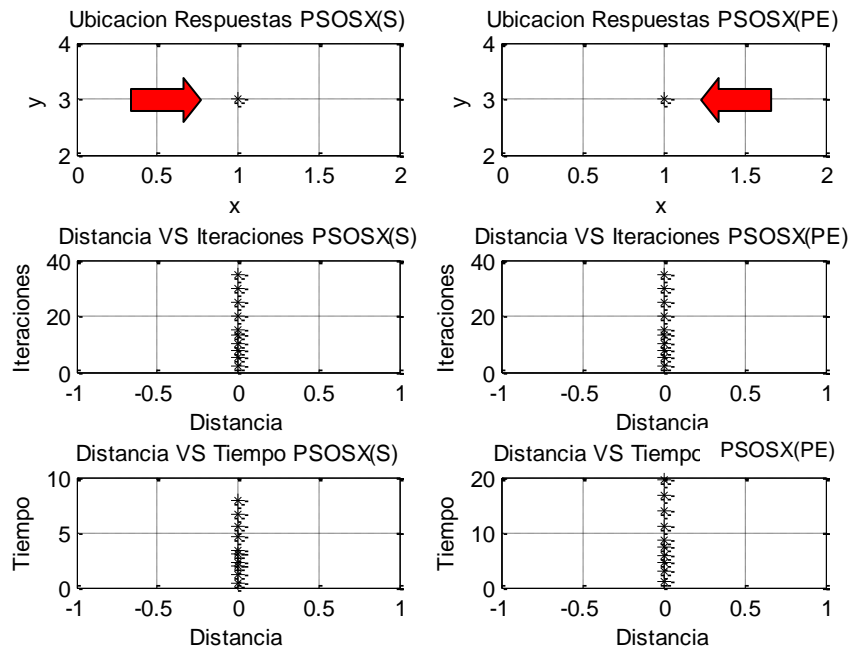 Ubicacion Respuestas PSOSX(S)
4
3
2
y
0 0.5 1 1.5 2
x
Ubicacion Respuestas PSOSX(PE)
4
3
2
y
0 0.5 1 1.5 2
x
Distancia VS Iteraciones PSOSX(S)
40
20
0
Iteraciones
-1 -0.5 0 0.5 1
Distancia
Distancia VS Iteraciones PSOSX(PE)
40
20
0
Iteraciones
-1 -0.5 0 0.5 1
Distancia
Distancia VS Tiempo PSOSX(S)
10
5
0
Tiempo
-1 -0.5 0 0.5 1
Distancia
Distancia VS Tiempo PSOSX(PE)
20
10
0
Tiempo
-1 -0.5 0 0.5 1
Distancia